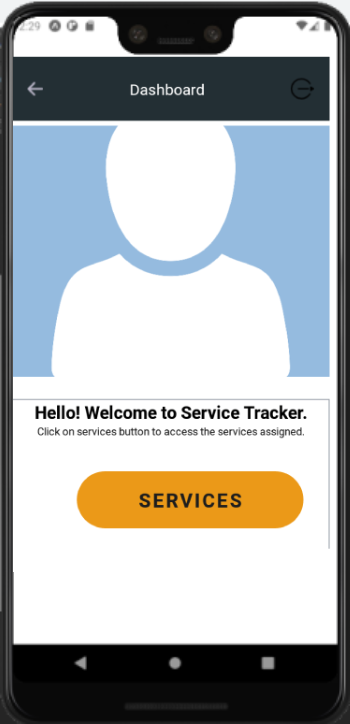 2:29
Dashboard
Hello! Welcome to Service Tracker.
Click on services button to access the services assigned.
SERVICES